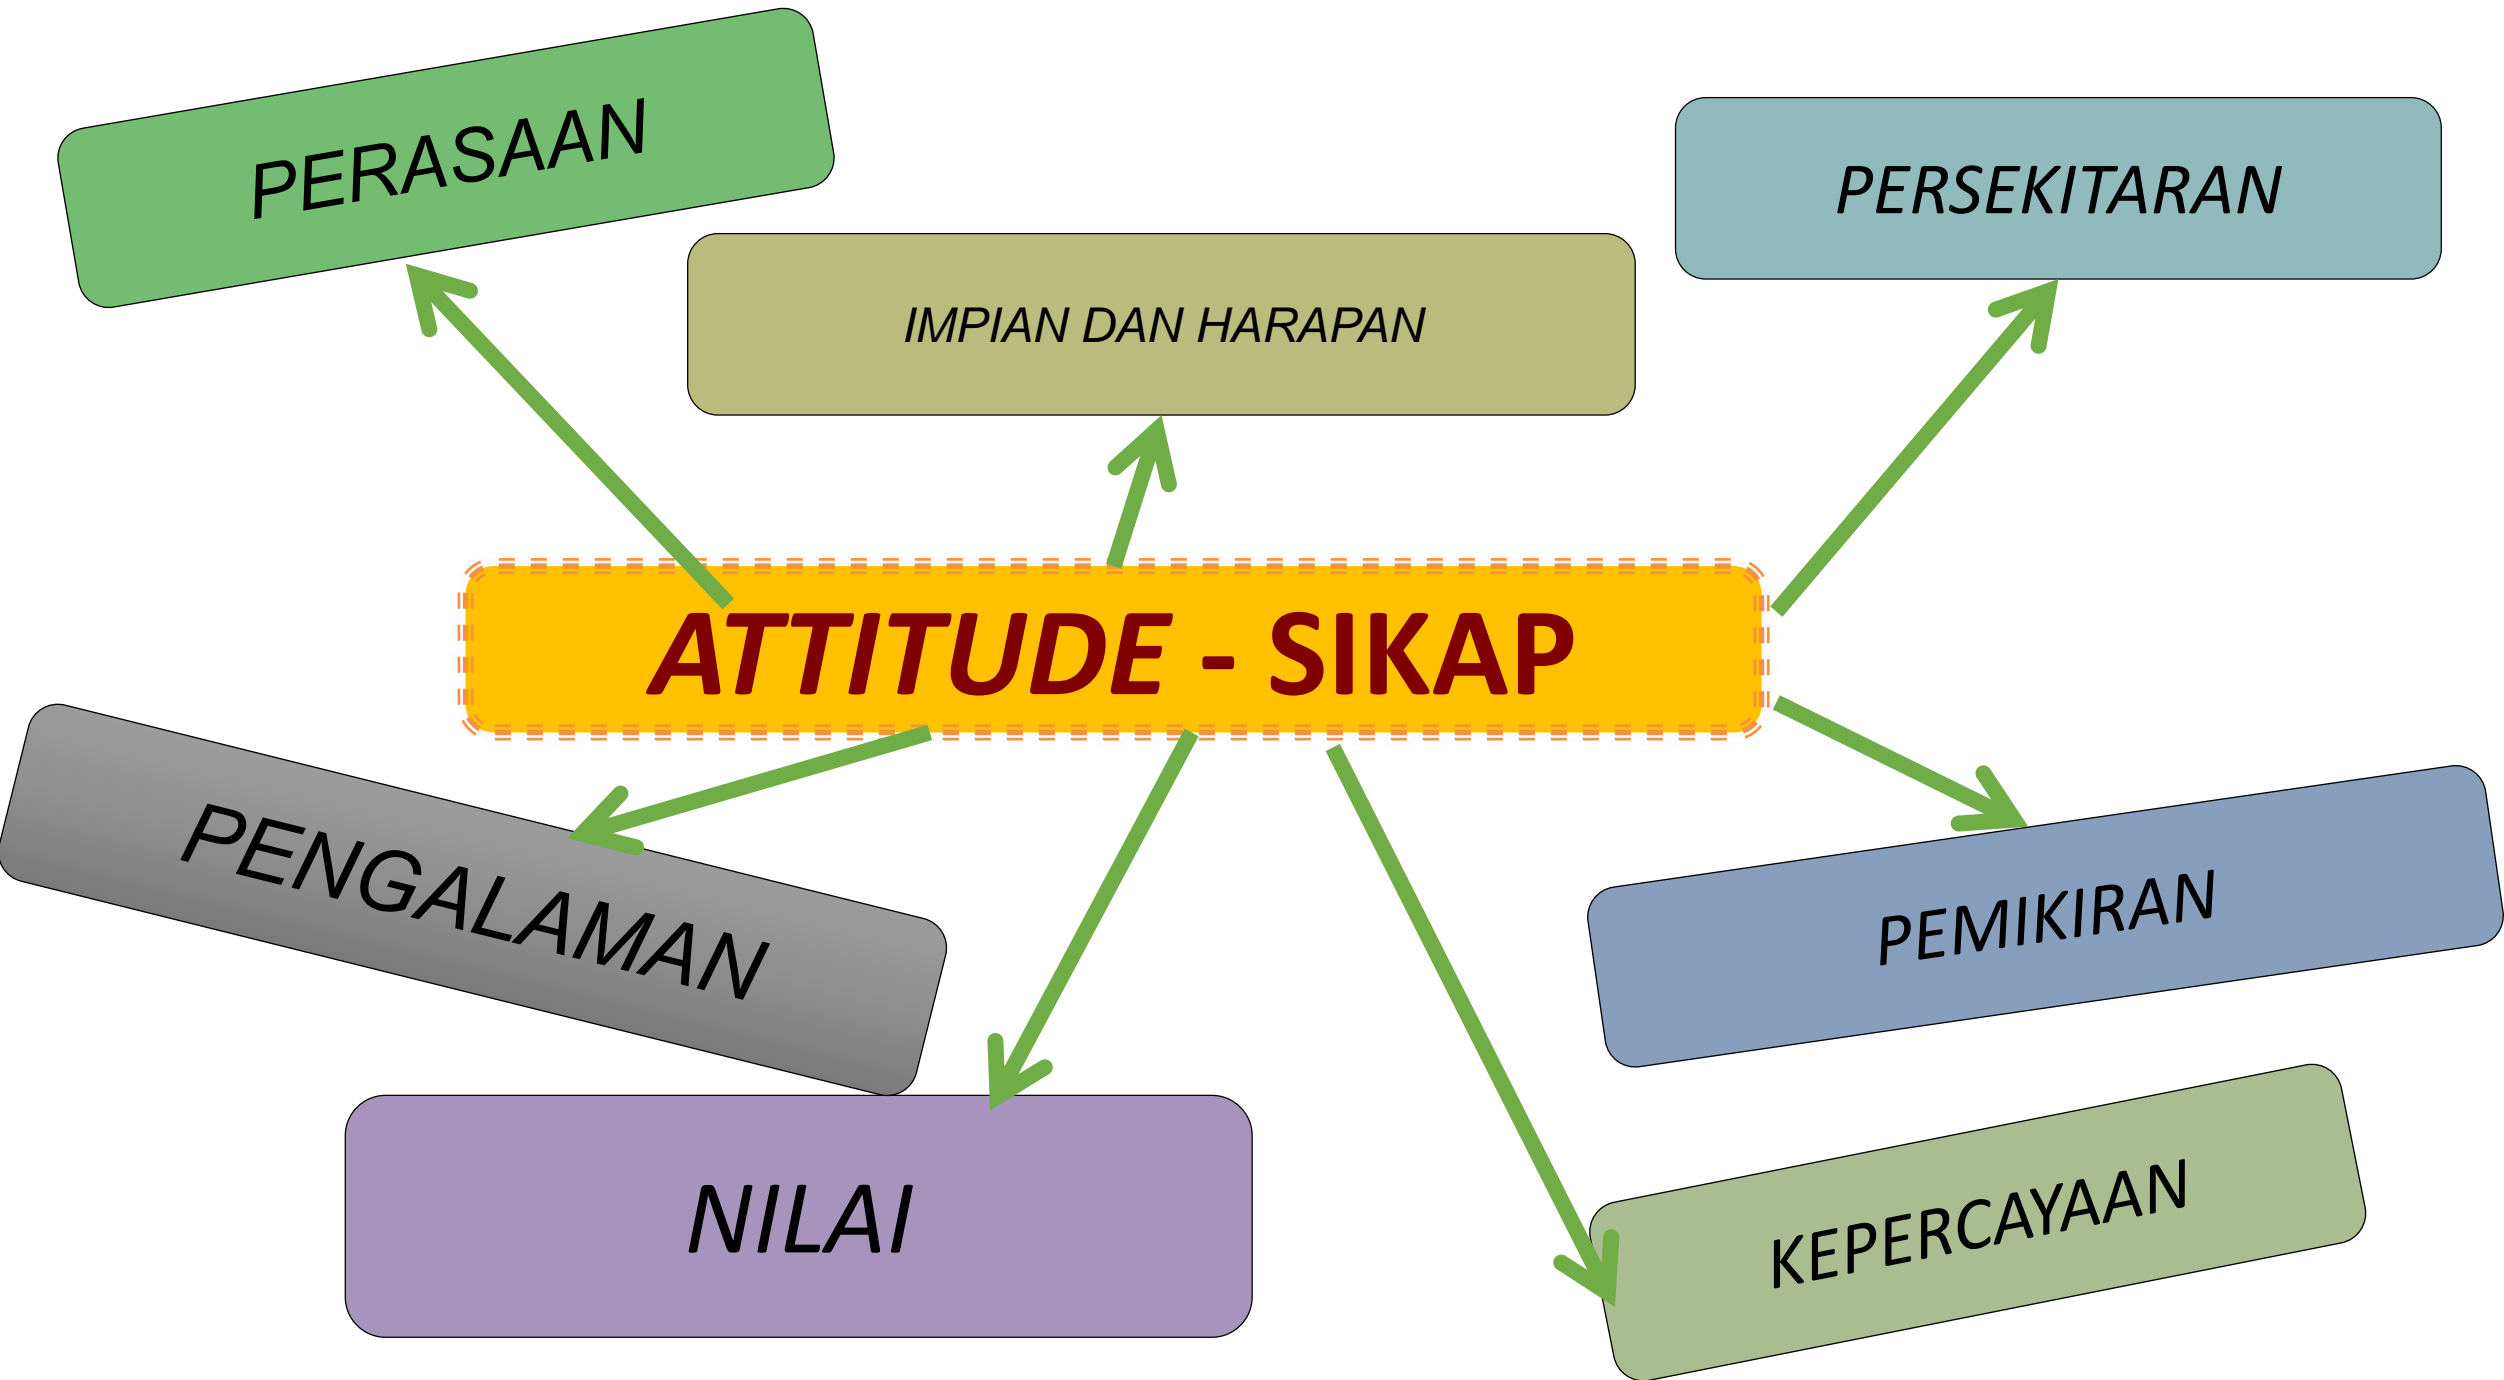 PERASAAN
PERSEKITARAN
IMPIAN DAN HARAPAN
ATTITUDE - SIKAP
PENGALAMAN
PEMIKIRAN
NILAI
KEPERCAYAAN